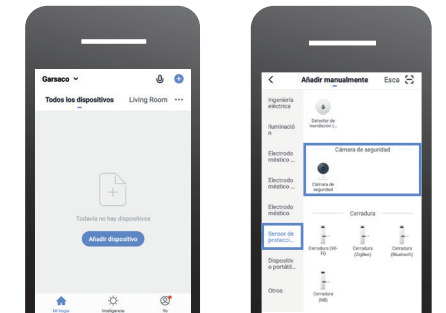 Garsaco
Todos los dispositivos Living Room ...
Todavía no hay dispositivos
Añadir dispositivo
Mi hogar Inteligencia Yo
Añadir manualmente Esca
Ingeniería
eléctrica
Iluminació
n
Electrodo
méstico ...
Electrodo
méstico ...
Electrodo
méstico
Sensor de
protecci...
Dispositiv
o portátil...
Otros
Detector de
inundación (...
Cámara de seguridad
Cámara de
seguridad
Cerradura
Cerradura (Wi-
Fi)
Cerradura
(ZigBee)
Cerradura
(Bluetooth)
Cerradura
(NB)